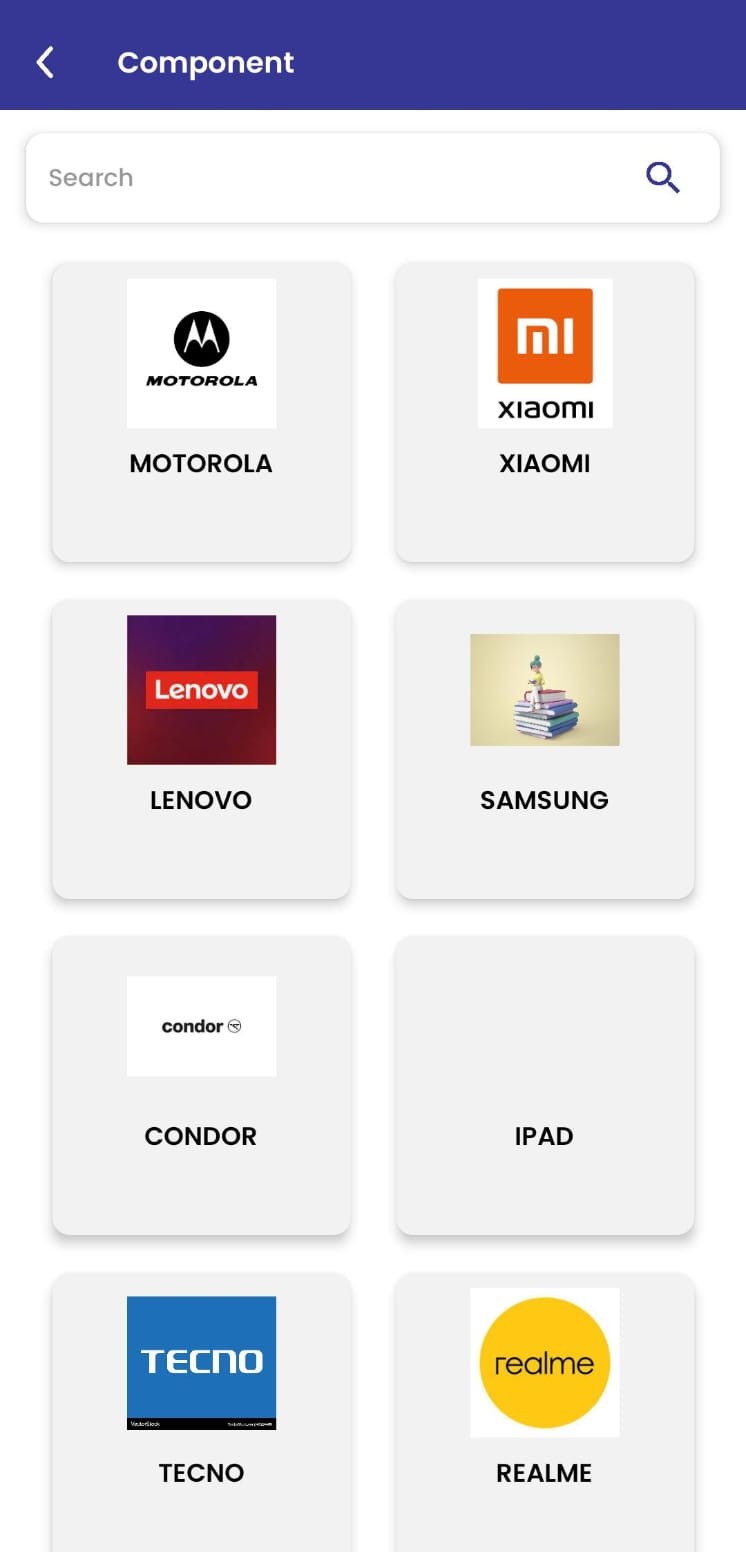 Component
Search
MOTOROLA
MOTOROLA
mi
xiaomi
XIAOMI
Lenovo
LENOVO
SAMSUNG
condor
CONDOR
IPAD
TECNO
VectorStock
TECNO
realme
REALME